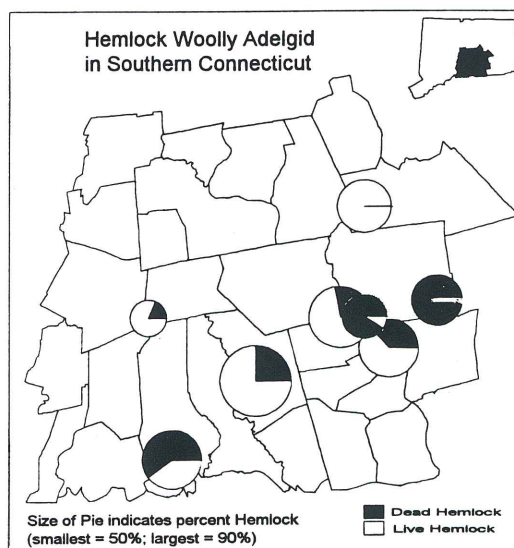 Hemlock Woolly Adelgid
in Southern Connecticut
Size of Pie indicates percent Hemlock
(smallest = 50%; largest = 90%)
Dead Hemlock
Live Hemlock